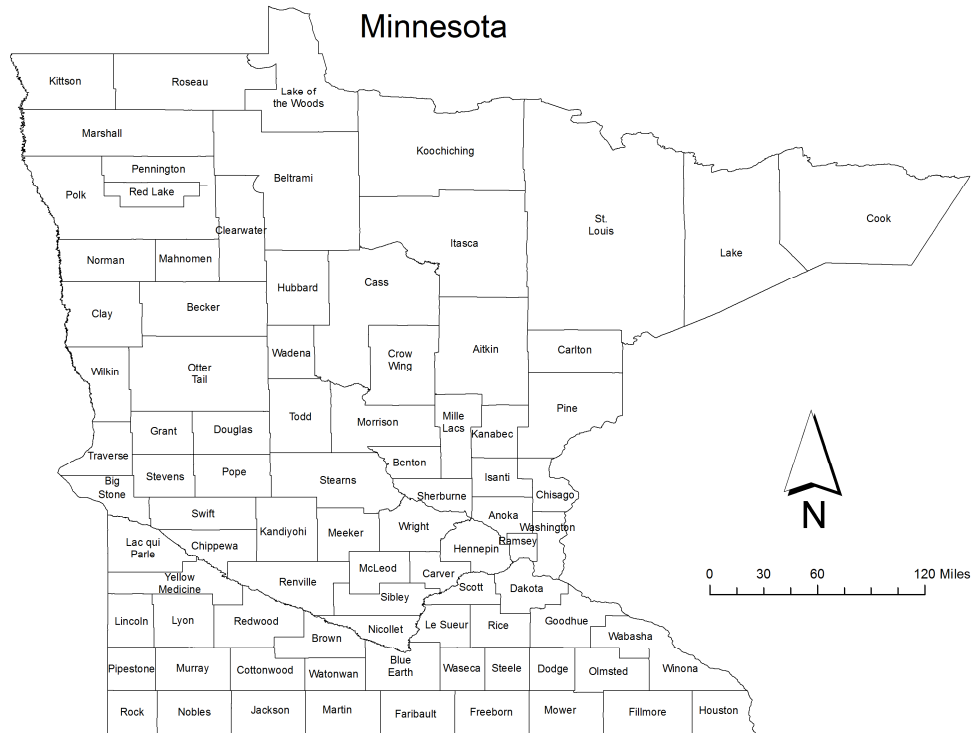 Minnesota
Kittson
Roseau
Lake of
the Woods
Marshall
Koochiching
Pennington
Beltrami
Red Lake
Polk
Cook
St.
Louis
Clearwater
Itasca
Lake
Norman
Mahnomen
Cass
Hubbard
Becker
Clay
Aitkin
Carlton
Wadena
Crow
Wing
Wilkin
Otter
Tail
Pine
Todd
Morrison
Mille
Lacs
Grant
Douglas
Kanabec
Traverse
Benton
Pope
Stevens
Isanti
Stearns
Big
Stone
Sherburne
Chisago
Swift
Anoka
Wright
Washington
Kandiyohi
Meeker
Ramsey
Lac qui
Parle
Chippewa
Hennepin
McLeod
Carver
Yellow
Medicine
Renville
Scott
Dakota
Sibley
Lincoln
Lyon
Redwood
Nicollet
Le Sueur
Rice
Goodhue
Brown
Wabasha
Blue
Earth
Pipestone
Murray
Cottonwood
Watonwan
Waseca
Steele
Dodge
Olmsted
Winona
Rock
Nobles
Jackson
Martin
Faribault
Freeborn
Mower
Fillmore
Houston
N
0 30 60 120 Miles